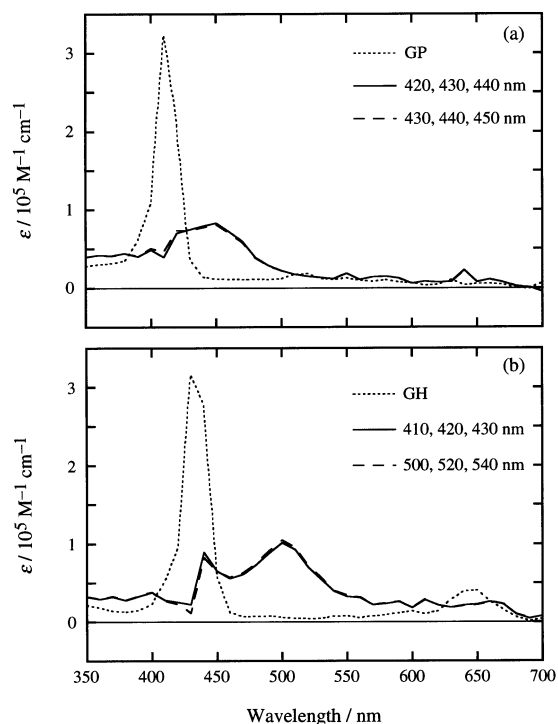 (a)
GP
420, 430, 440 nm
430, 440, 450 nm
3
2
1
0
ε / 10⁵ M⁻¹ cm⁻¹
(b)
GH
410, 420, 430 nm
500, 520, 540 nm
3
2
1
0
ε / 10⁵ M⁻¹ cm⁻¹
350 400 450 500 550 600 700
Wavelength / nm